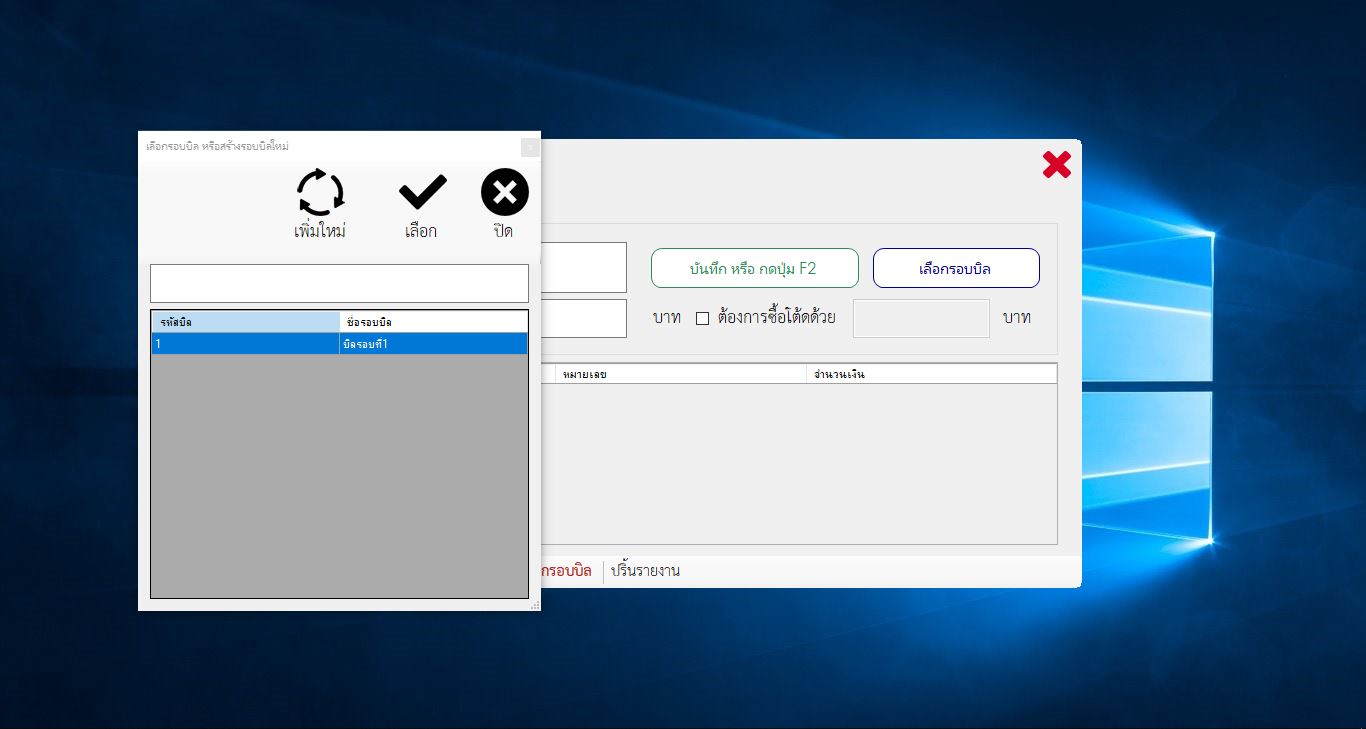 เลือกรอบบิล หรือสร้างรอบบิลใหม่
เพิ่มใหม่ เลือก ปิด
รหัสบิล ชื่อรอบบิล
1 บิลรอบที่1
บันทึก หรือ กดปุ่ม F2 เลือกรอบบิล
บาท ต้องการซื้อโต้ดด้วย บาท
หมายเลข จำนวนเงิน
กรอบบิล ปริ้นรายงาน